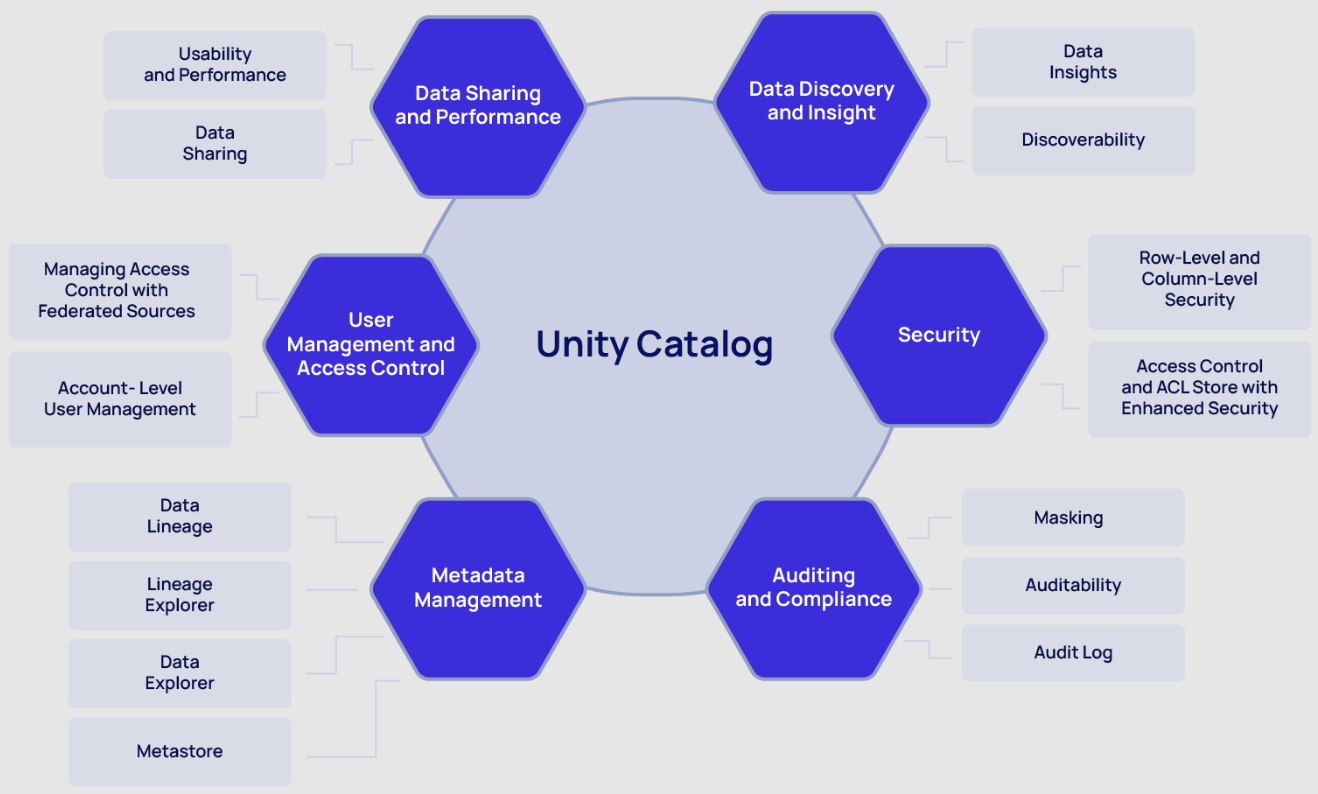 Usability
and Performance
Data
Sharing
Data Sharing
and Performance
Data Discovery
and Insight
Data
Insights
Discoverability
Managing Access
Control with
Federated Sources
Account- Level
User Management
User
Management and
Access Control
Unity Catalog
Security
Row-Level and
Column-Level
Security
Access Control
and ACL Store with
Enhanced Security
Data
Lineage
Lineage
Explorer
Data
Explorer
Metastore
Metadata
Management
Auditing
and Compliance
Masking
Auditability
Audit Log